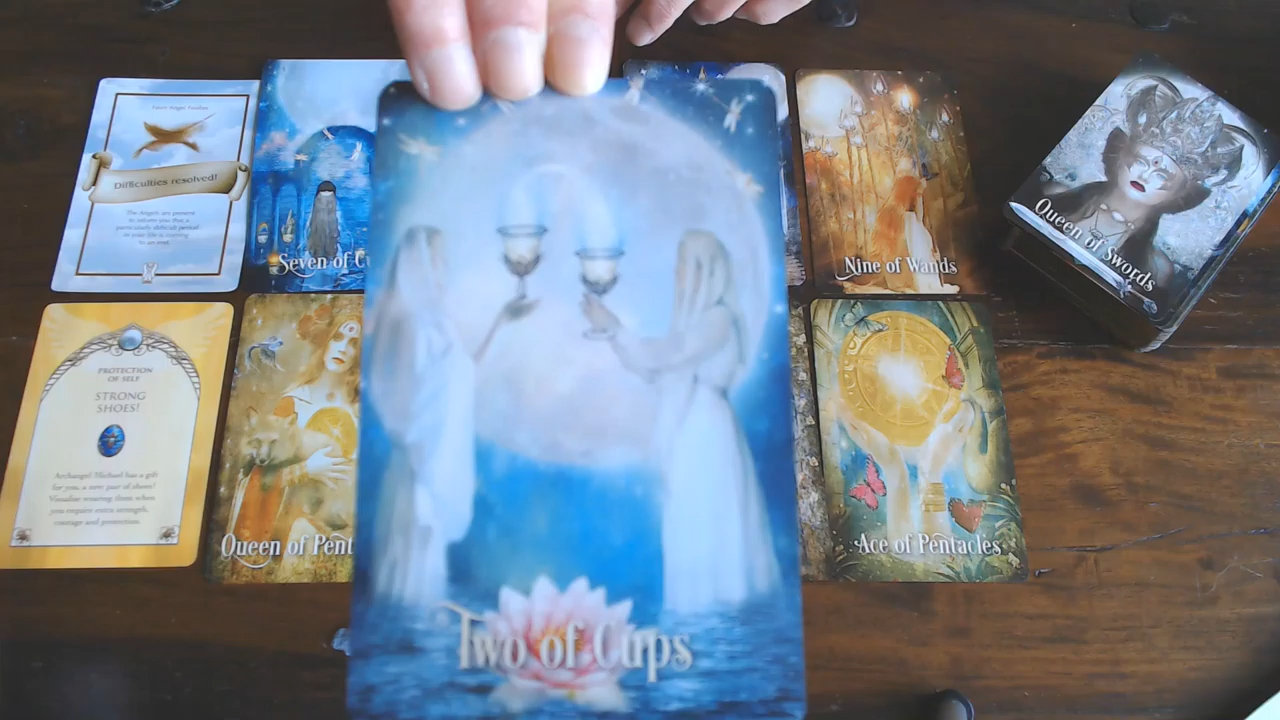 Difficulties resolved!
The Angels are present
to inform you that a
particularly difficult period
in your life is coming
to an end.
Seven of Cu
Nine of Wands
Queen of Swords
PROTECTION
OF SELF
STRONG
SHOES!
Archangel Michael has a gift
for you, a new pair of shoes!
Visualise wearing them when
you require extra strength,
courage and protection.
Queen of Pent
Two of Cups
Ace of Pentacles